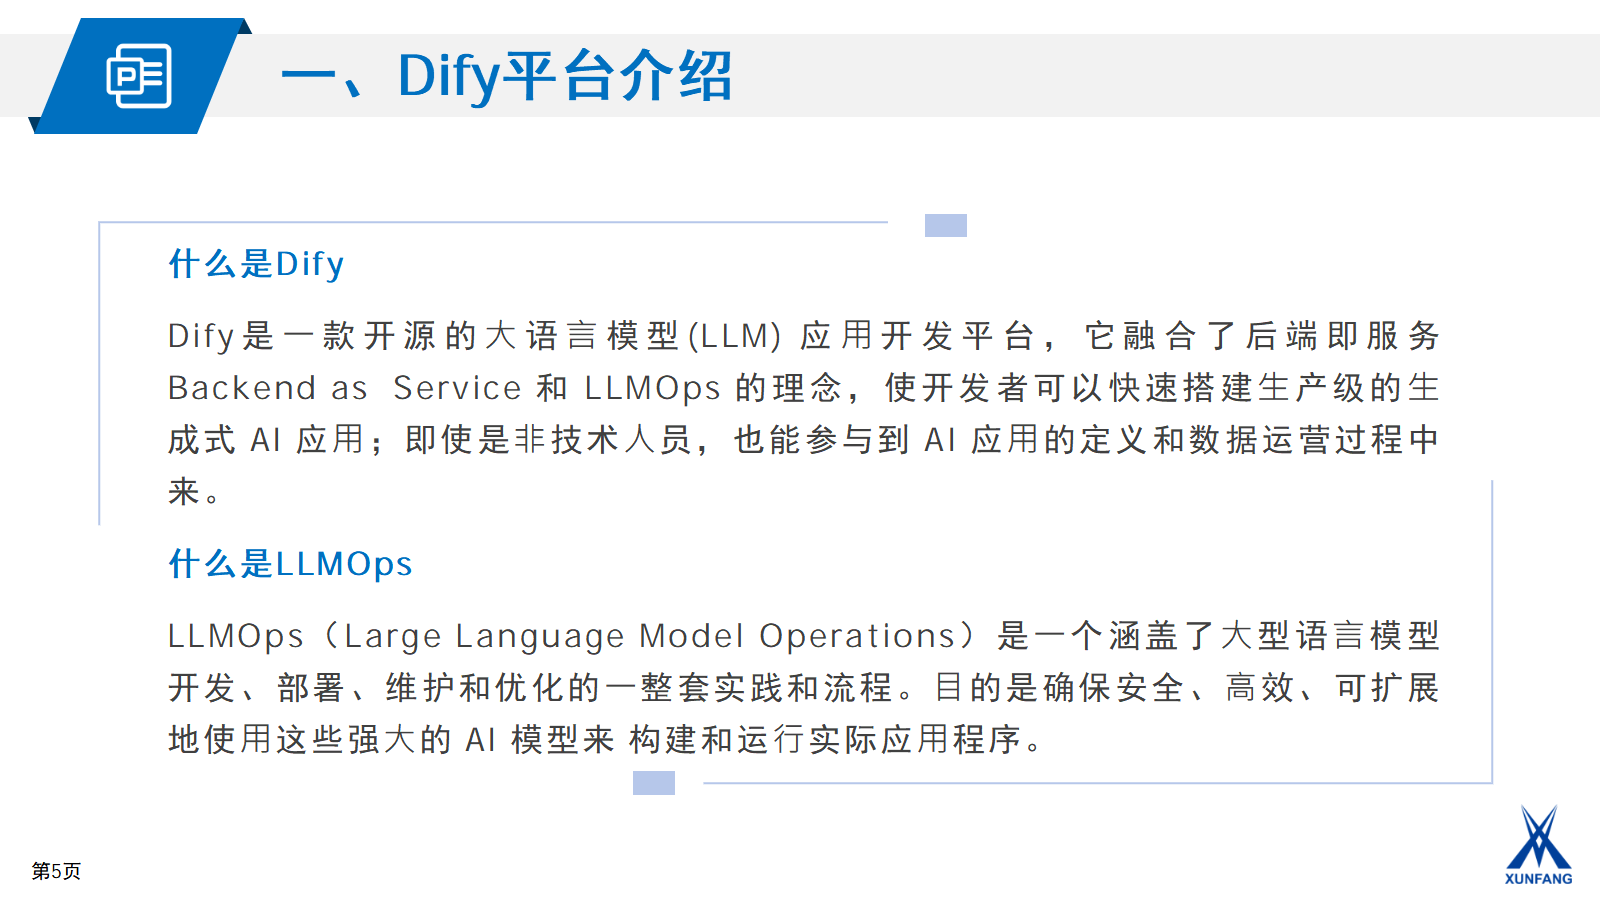 一、Dify平台介绍
什么是Dify
Dify是一款开源的大语言模型(LLM) 应用开发平台，它融合了后端即服务
Backend as Service 和 LLMOps 的理念，使开发者可以快速搭建生产级的生
成式 AI 应用；即使是非技术人员，也能参与到 AI 应用的定义和数据运营过程中
来。
什么是LLMOps
LLMOps（Large Language Model Operations）是一个涵盖了大型语言模型
开发、部署、维护和优化的一整套实践和流程。目的是确保安全、高效、可扩展
地使用这些强大的 AI 模型来 构建和运行实际应用程序。
第5页
XUNFANG